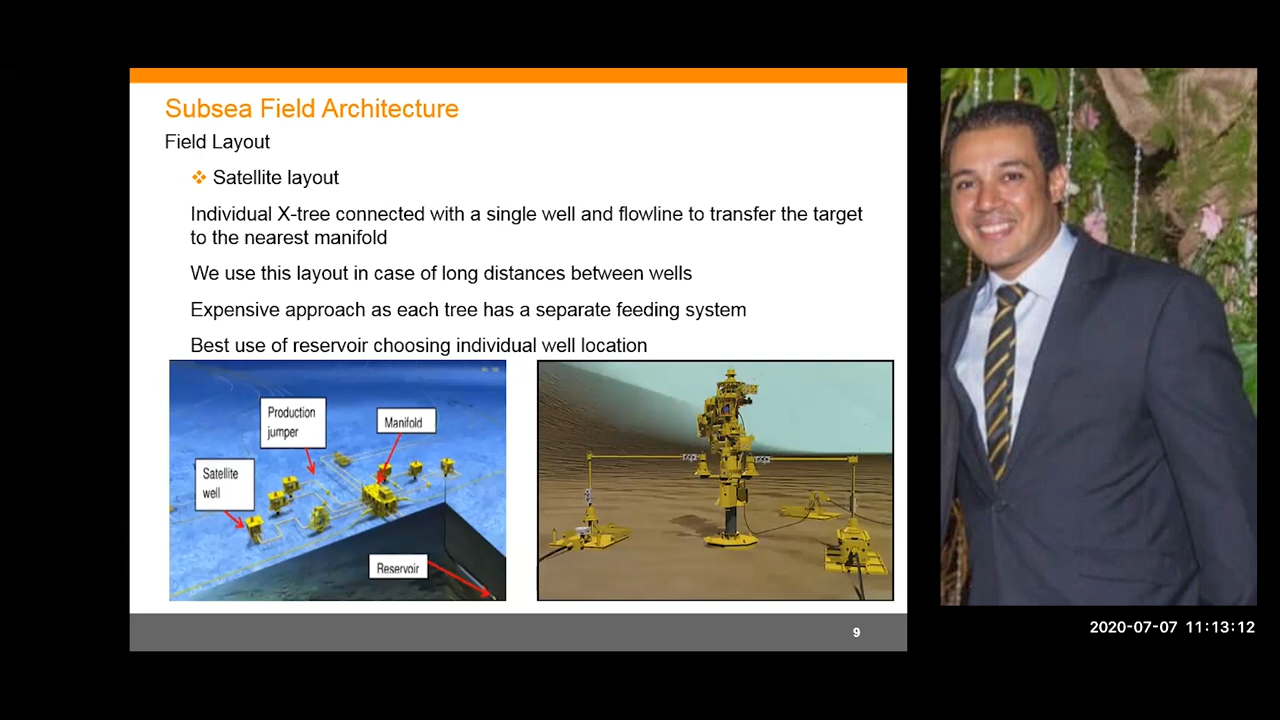 Subsea Field Architecture
Field Layout
❖ Satellite layout
Individual X-tree connected with a single well and flowline to transfer the target
to the nearest manifold
We use this layout in case of long distances between wells
Expensive approach as each tree has a separate feeding system
Best use of reservoir choosing individual well location
Production
jumper
Manifold
Satellite
well
Reservoir
9
2020-07-07 11:13:12